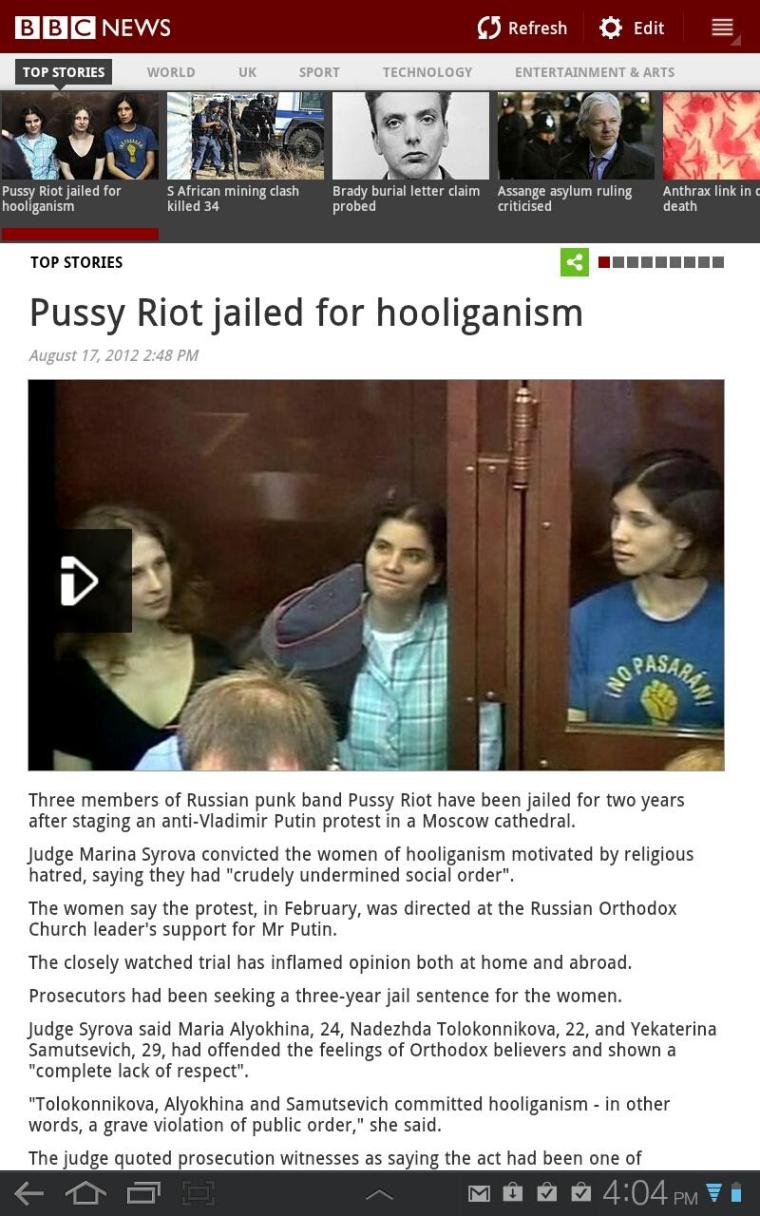 BBC NEWS
Refresh
Edit
TOP STORIES
WORLD
UK
SPORT
TECHNOLOGY
ENTERTAINMENT & ARTS
Pussy Riot jailed for
hooliganism
S African mining clash
killed 34
Brady burial letter claim
probed
Assange asylum ruling
criticised
Anthrax link in
death
TOP STORIES
Pussy Riot jailed for hooliganism
August 17, 2012 2:48 PM
¡NO PASARÁN!
Three members of Russian punk band Pussy Riot have been jailed for two years
after staging an anti-Vladimir Putin protest in a Moscow cathedral.
Judge Marina Syrova convicted the women of hooliganism motivated by religious
hatred, saying they had "crudely undermined social order".
The women say the protest, in February, was directed at the Russian Orthodox
Church leader's support for Mr Putin.
The closely watched trial has inflamed opinion both at home and abroad.
Prosecutors had been seeking a three-year jail sentence for the women.
Judge Syrova said Maria Alyokhina, 24, Nadezhda Tolokonnikova, 22, and Yekaterina
Samutsevich, 29, had offended the feelings of Orthodox believers and shown a
"complete lack of respect".
"Tolokonnikova, Alyokhina and Samutsevich committed hooliganism - in other
words, a grave violation of public order," she said.
The judge quoted prosecution witnesses as saying the act had been one of
4:04 PM